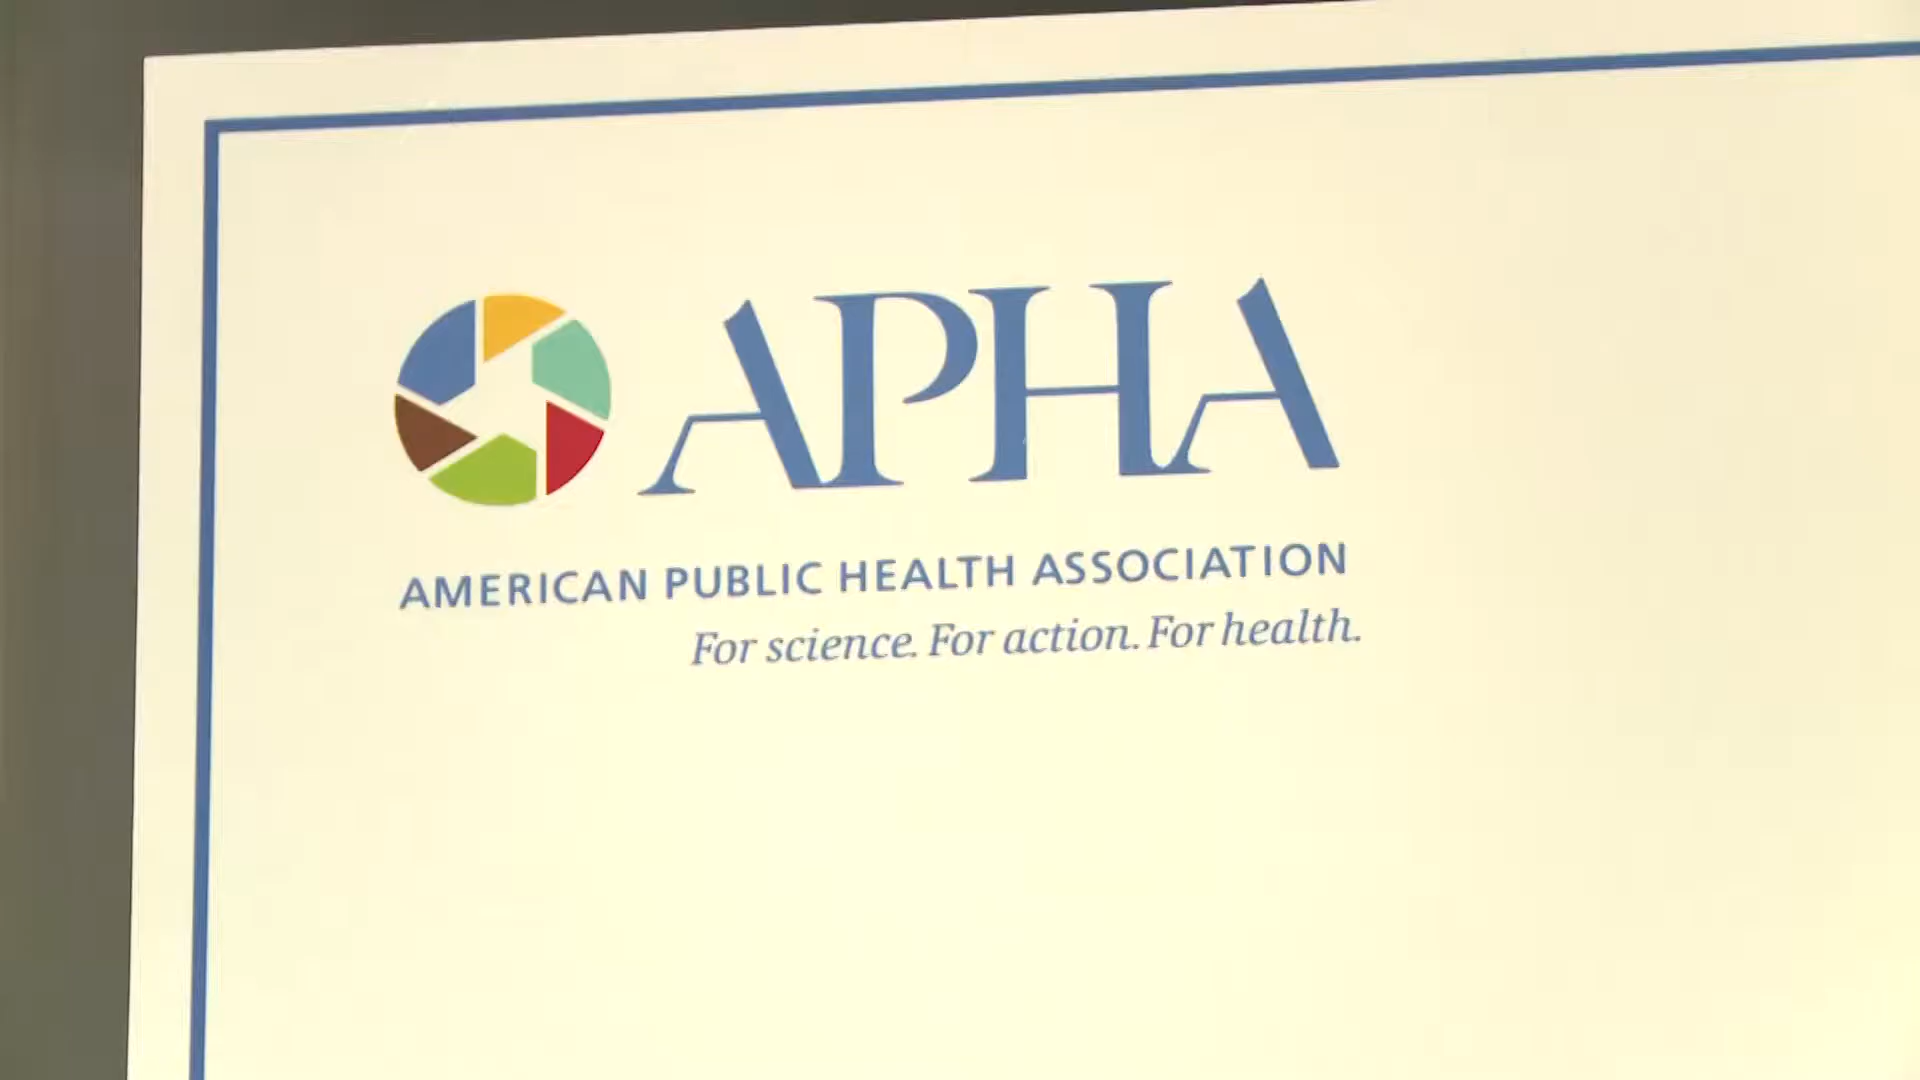 APHA
AMERICAN PUBLIC HEALTH ASSOCIATION
For science. For action. For health.